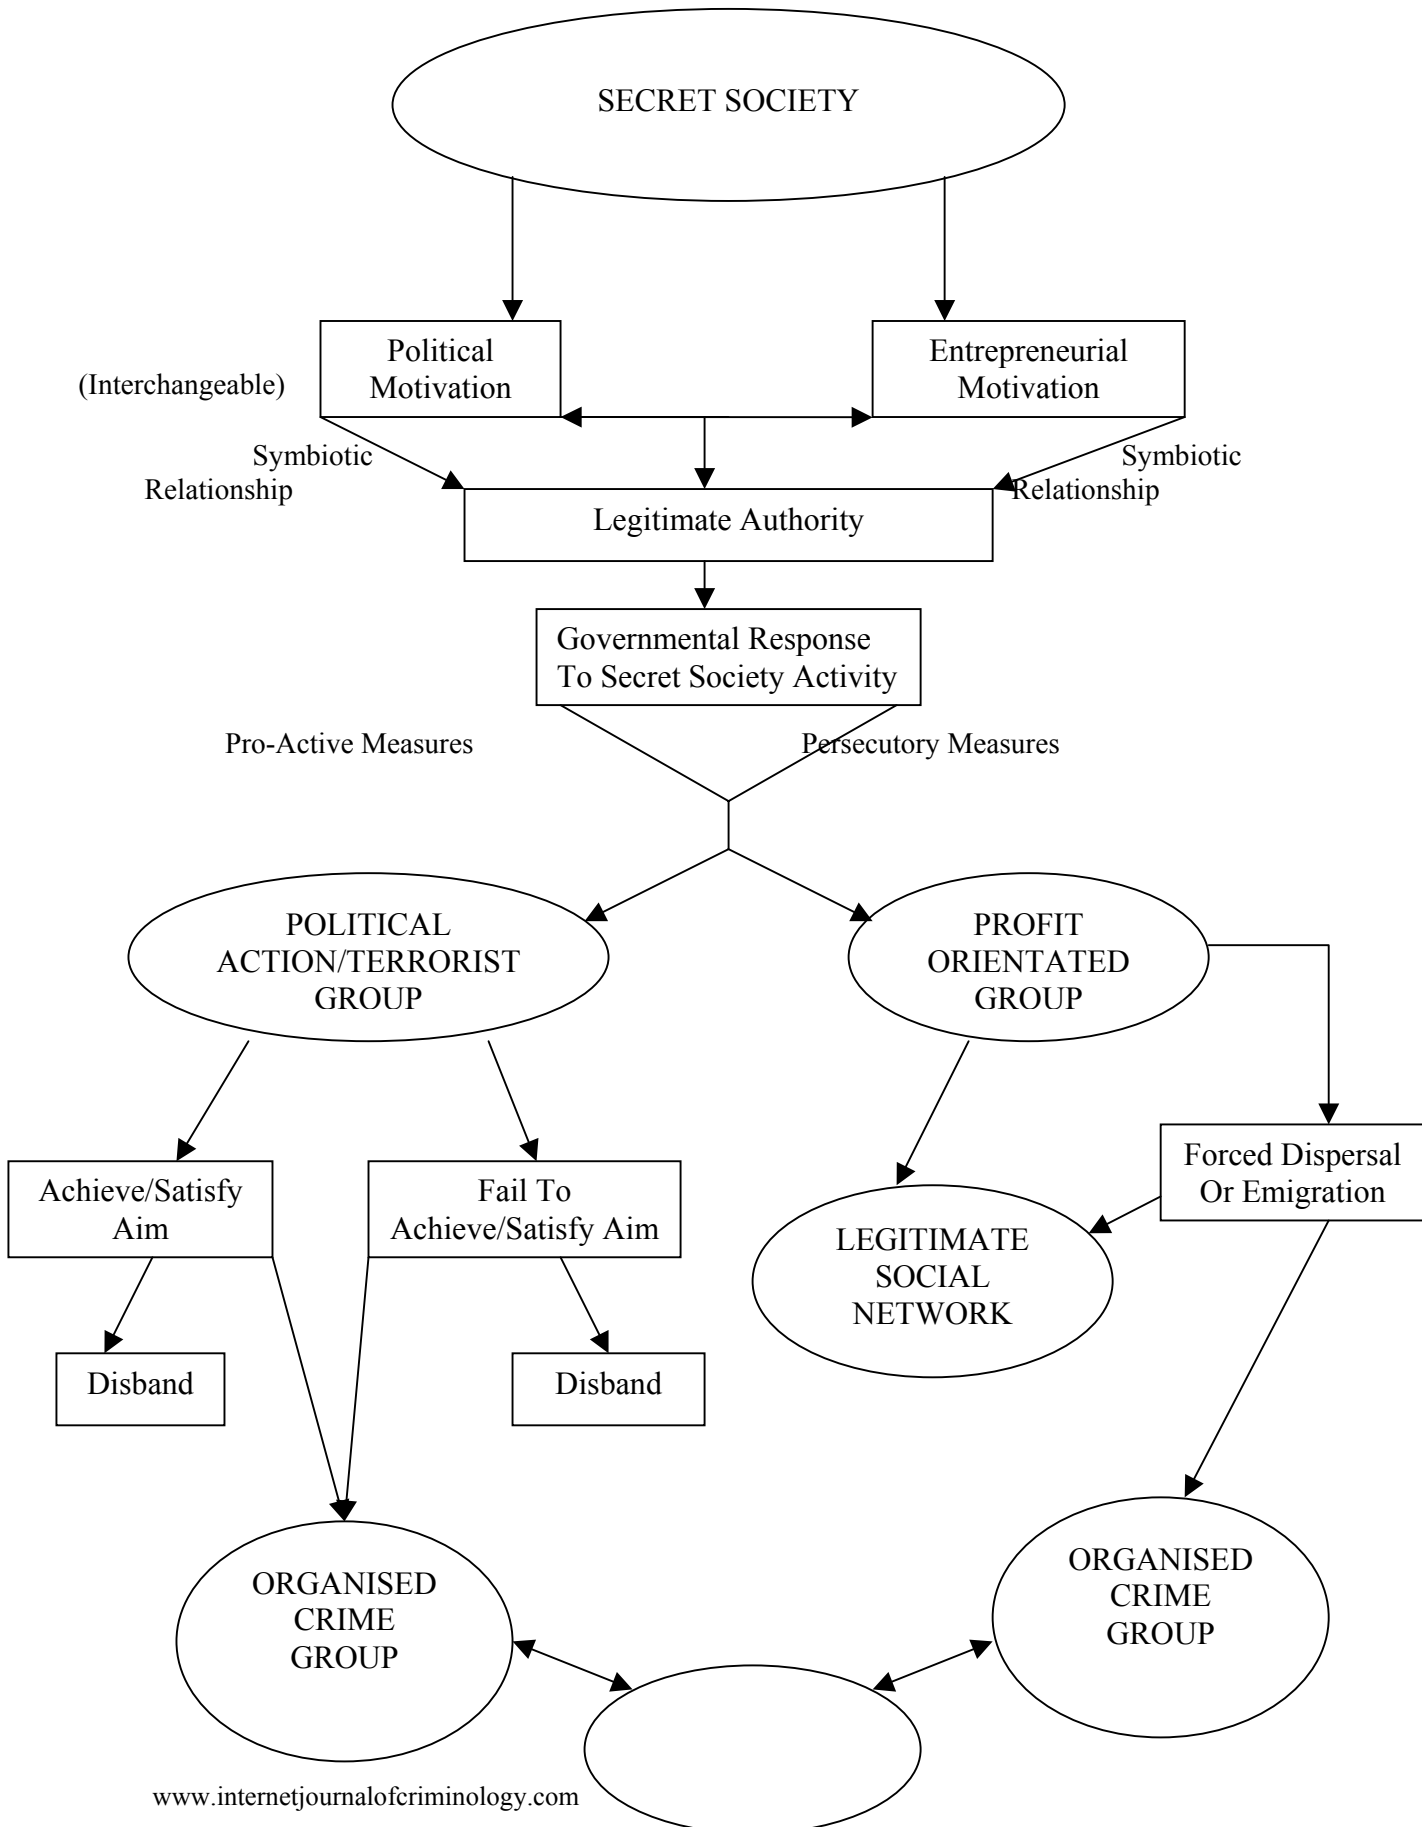 SECRET SOCIETY
Political
Motivation
Entrepreneurial
Motivation
(Interchangeable)
Symbiotic
Relationship
Symbiotic
Relationship
Legitimate Authority
Governmental Response
To Secret Society Activity
Pro-Active Measures
Persecutory Measures
POLITICAL
ACTION/TERRORIST
GROUP
PROFIT
ORIENTATED
GROUP
Achieve/Satisfy
Aim
Fail To
Achieve/Satisfy Aim
Forced Dispersal
Or Emigration
LEGITIMATE
SOCIAL
NETWORK
Disband
Disband
ORGANISED
CRIME
GROUP
ORGANISED
CRIME
GROUP
www.internetjournalofcriminology.com